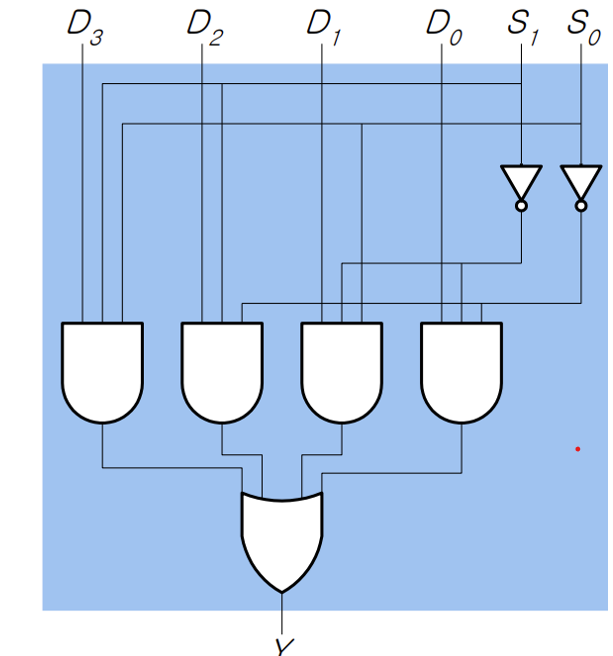 D₃ D₂ D₁ D₀ S₁ S₀
Y